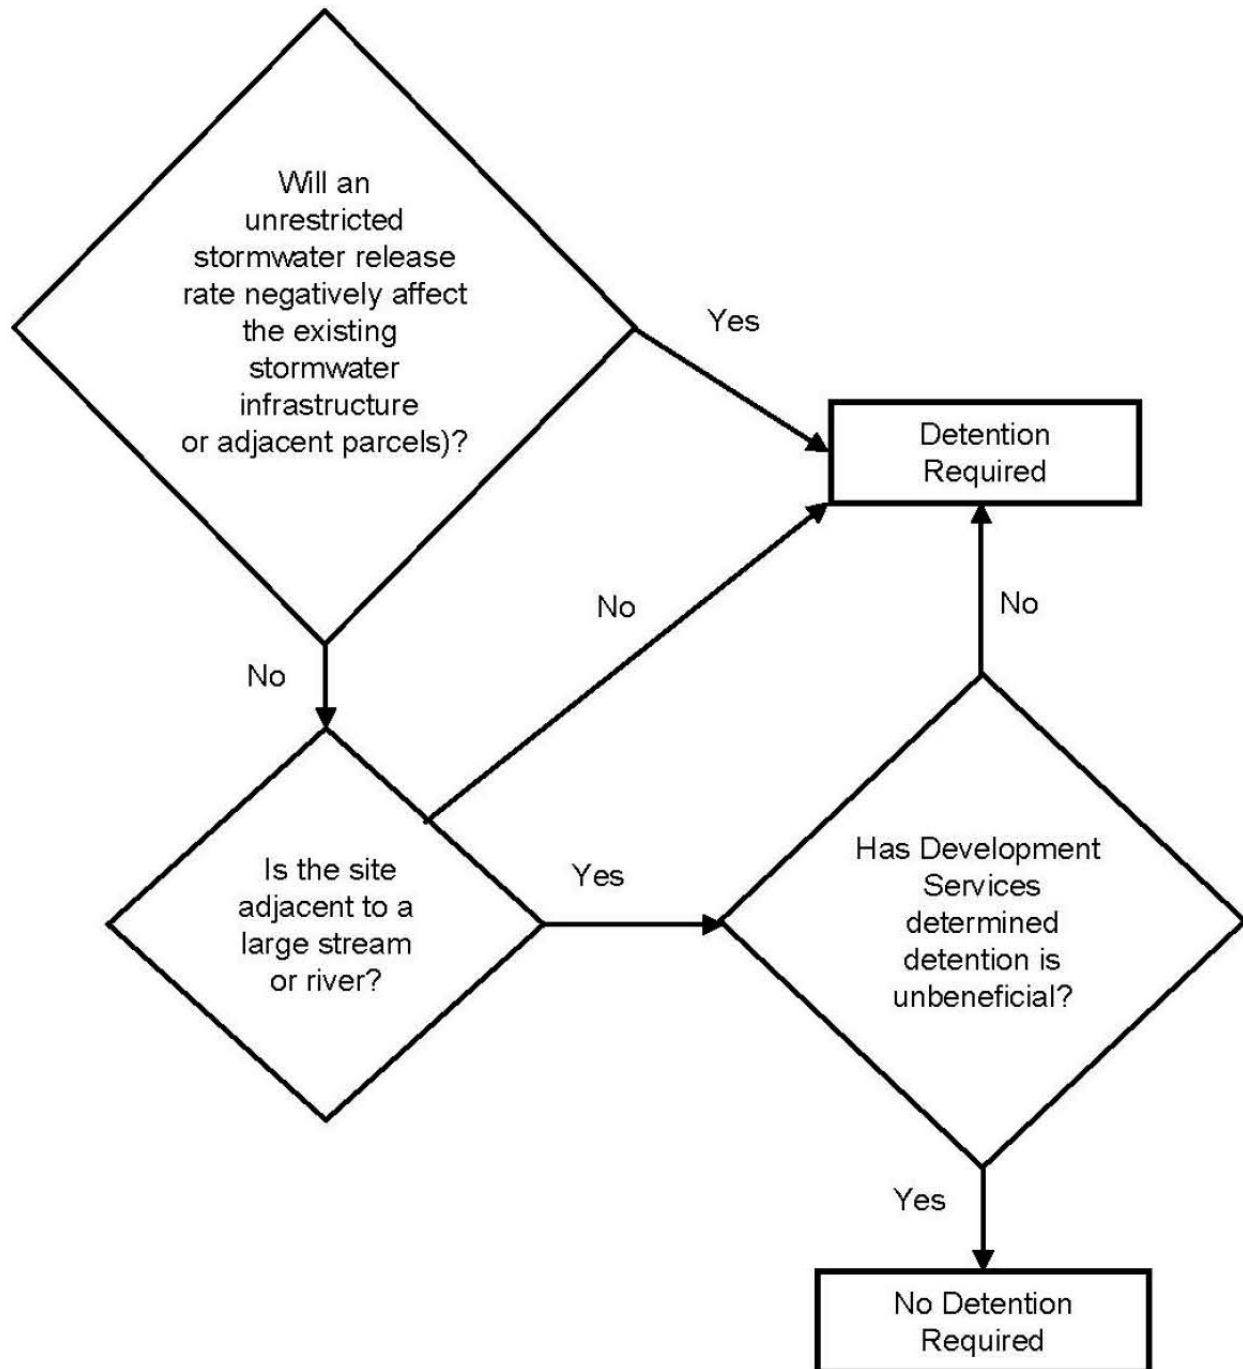 Will an
unrestricted
stormwater release
rate negatively affect
the existing
stormwater
infrastructure
or adjacent parcels)?
Yes
Detention
Required
No
No
No
Is the site
adjacent to a
large stream
or river?
Yes
Has Development
Services
determined
detention is
unbeneficial?
Yes
No Detention
Required